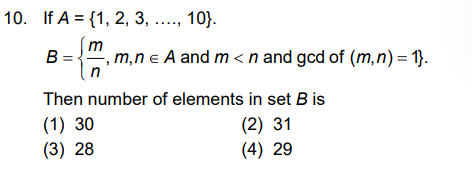 10. If A = {1, 2, 3, ...., 10}.
B = {m/n, m,n ∈ A and m < n and gcd of (m,n) = 1}.
Then number of elements in set B is
(1) 30 (2) 31
(3) 28 (4) 29